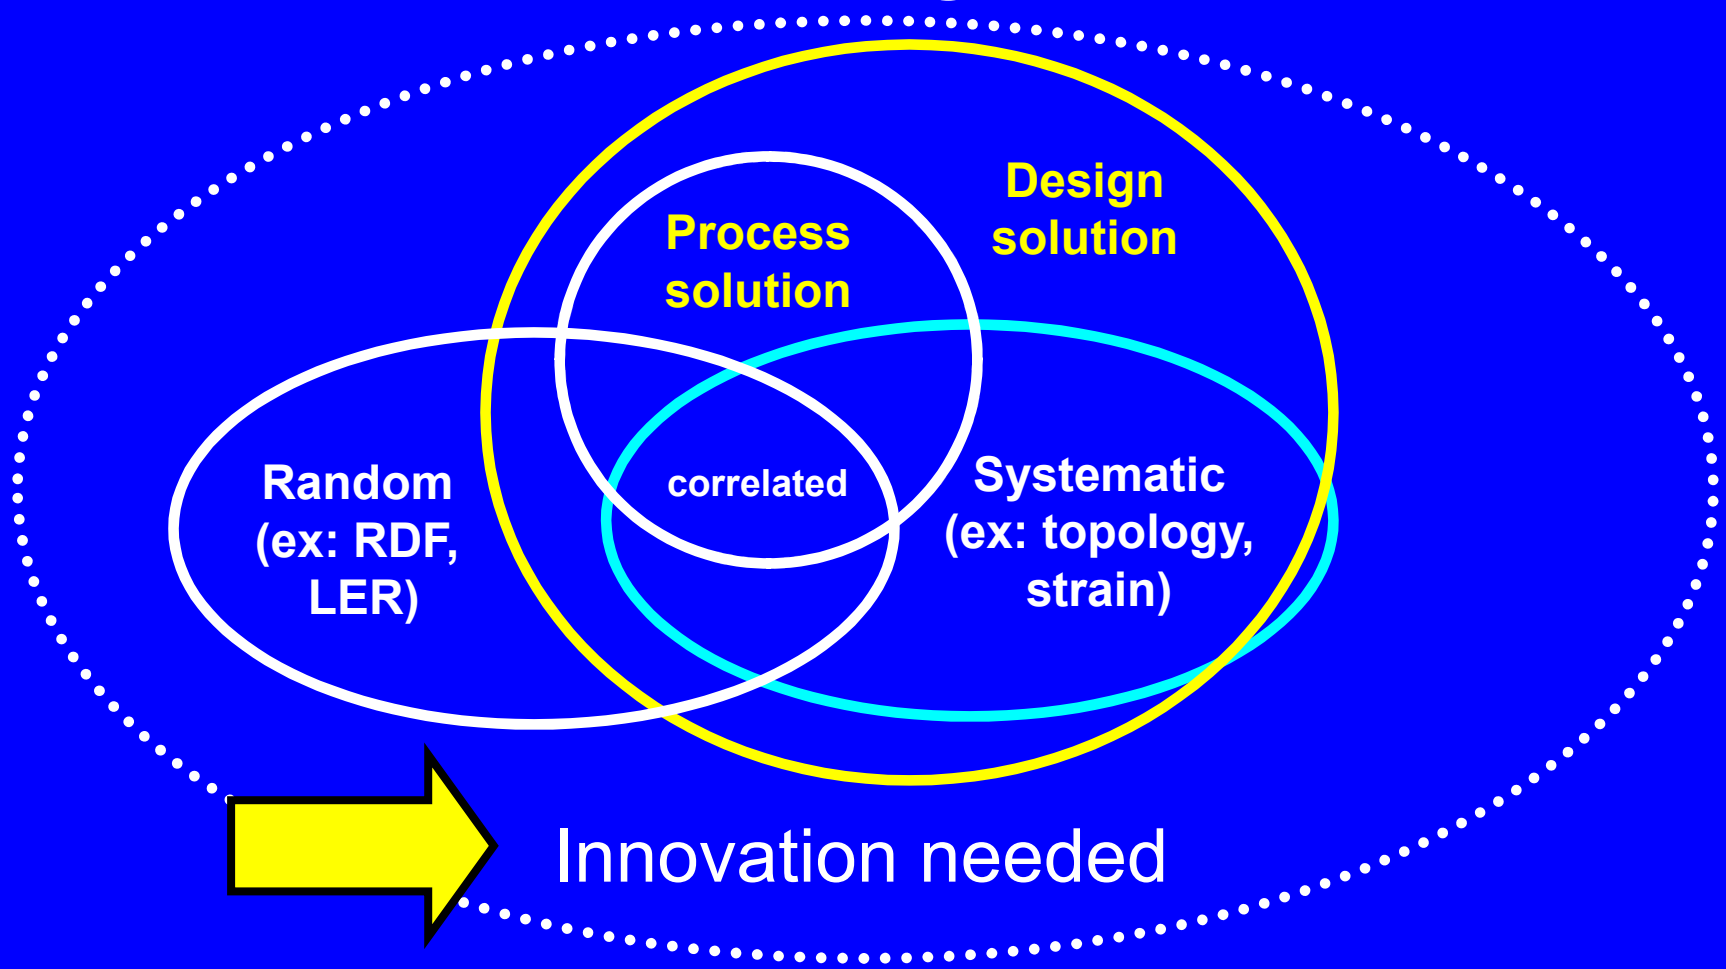 Design
solution
Process
solution
Random
(ex: RDF,
LER)
correlated
Systematic
(ex: topology,
strain)
Innovation needed